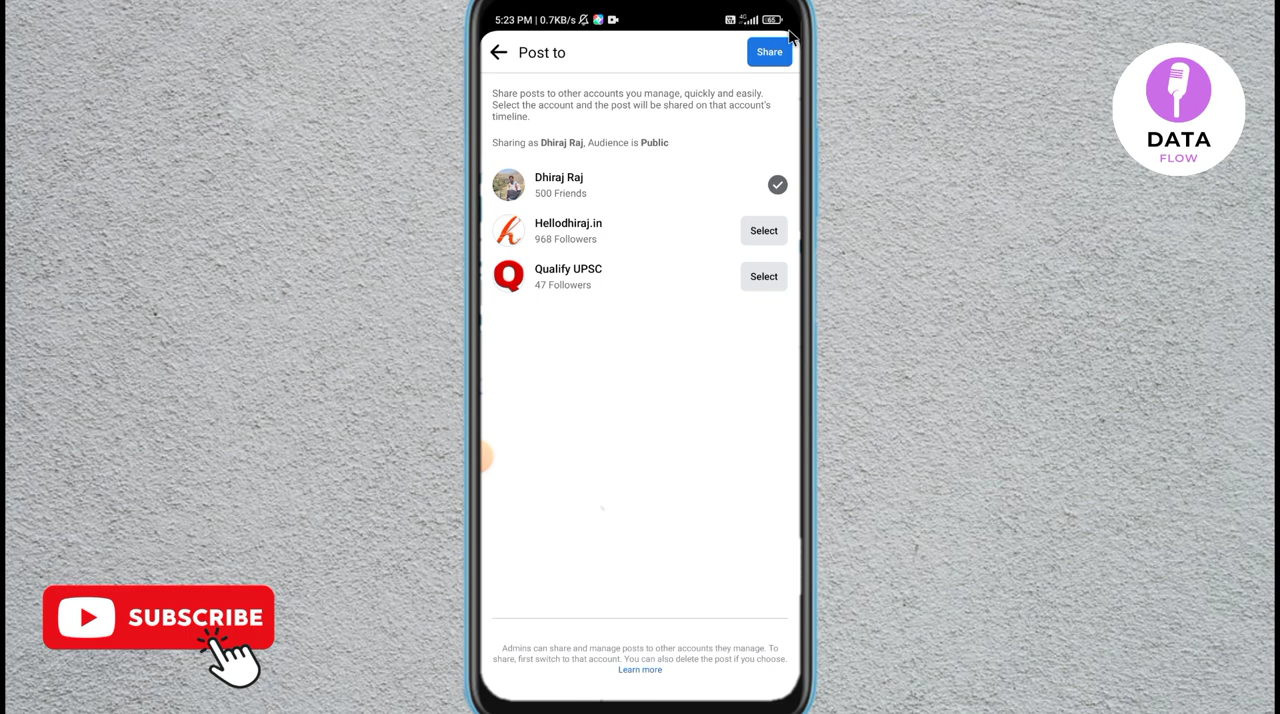 5:23 PM | 0.7KB/s
4G
65
Post to
Share
Share posts to other accounts you manage, quickly and easily.
Select the account and the post will be shared on that account's
timeline.
Sharing as Dhiraj Raj, Audience is Public
Dhiraj Raj
500 Friends
Hellodhiraj.in
968 Followers
Select
Q
Qualify UPSC
47 Followers
Select
Admins can share and manage posts to other accounts they manage. To
share, first switch to that account. You can also delete the post if you choose.
Learn more
DATA
FLOW
SUBSCRIBE